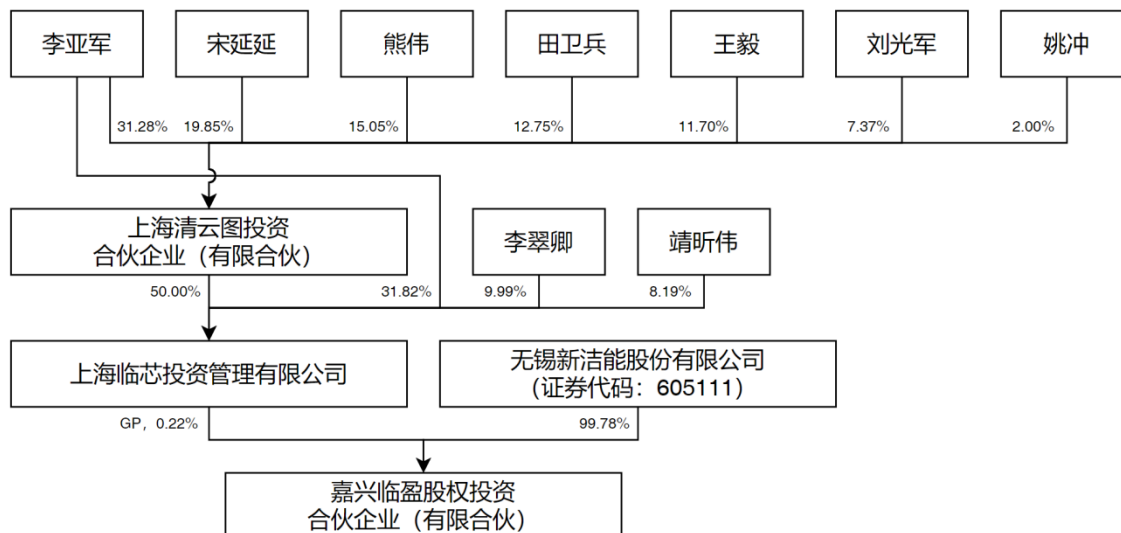 李亚军
宋延延
熊伟
田卫兵
王毅
刘光军
姚冲
31.28%
19.85%
15.05%
12.75%
11.70%
7.37%
2.00%
上海清云图投资
合伙企业（有限合伙）
李翠卿
靖昕伟
50.00%
31.82%
9.99%
8.19%
上海临芯投资管理有限公司
无锡新洁能股份有限公司
（证券代码：605111）
GP，0.22%
99.78%
嘉兴临盈股权投资
合伙企业（有限合伙）